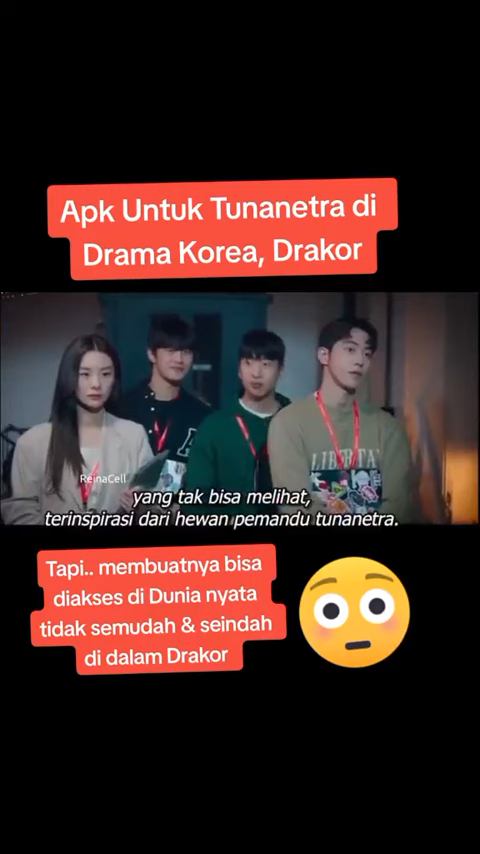 Apk Untuk Tunanetra di
Drama Korea, Drakor
LIBERTA
ReinaCell
yang tak bisa melihat,
terinspirasi dari hewan pemandu tunanetra.
Tapi.. membuatnya bisa
diakses di Dunia nyata
tidak semudah & seindah
di dalam Drakor